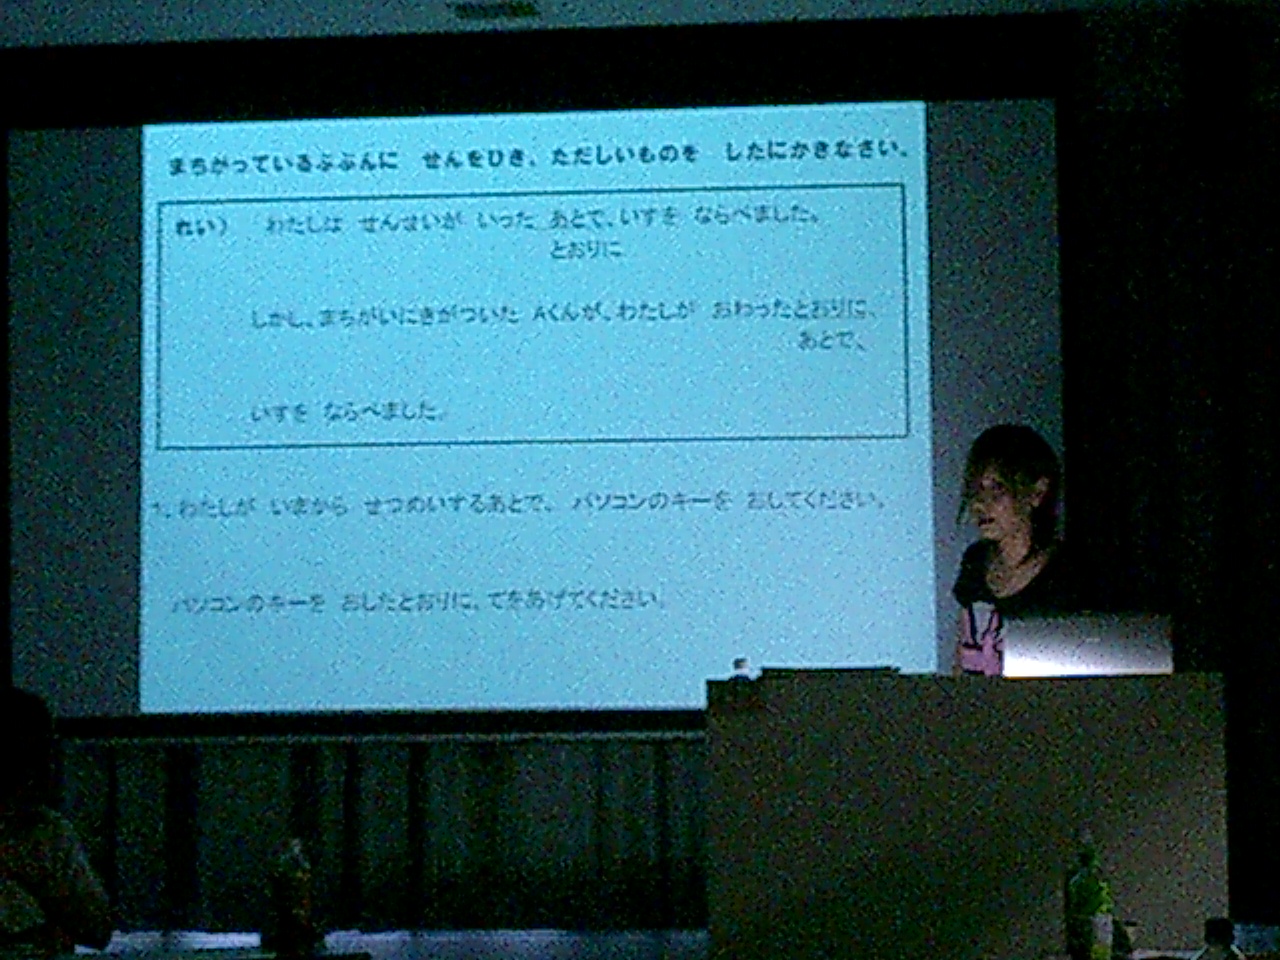 まちがっているぶぶんに　せんをひき、ただしいものを　したにかきなさい。
れい）　わたしは　せんせいが　いった　あとで、いすを　ならべました。
とおりに
しかし、まちがいにきがついた　Aくんが、わたしが　おわったとおりに、
あとで、
いすを　ならべました。
1．わたしが　いまから　せつめいするあとで、　パソコンのキーを　おしてください。
パソコンのキーを　おしたとおりに、てをあげてください。